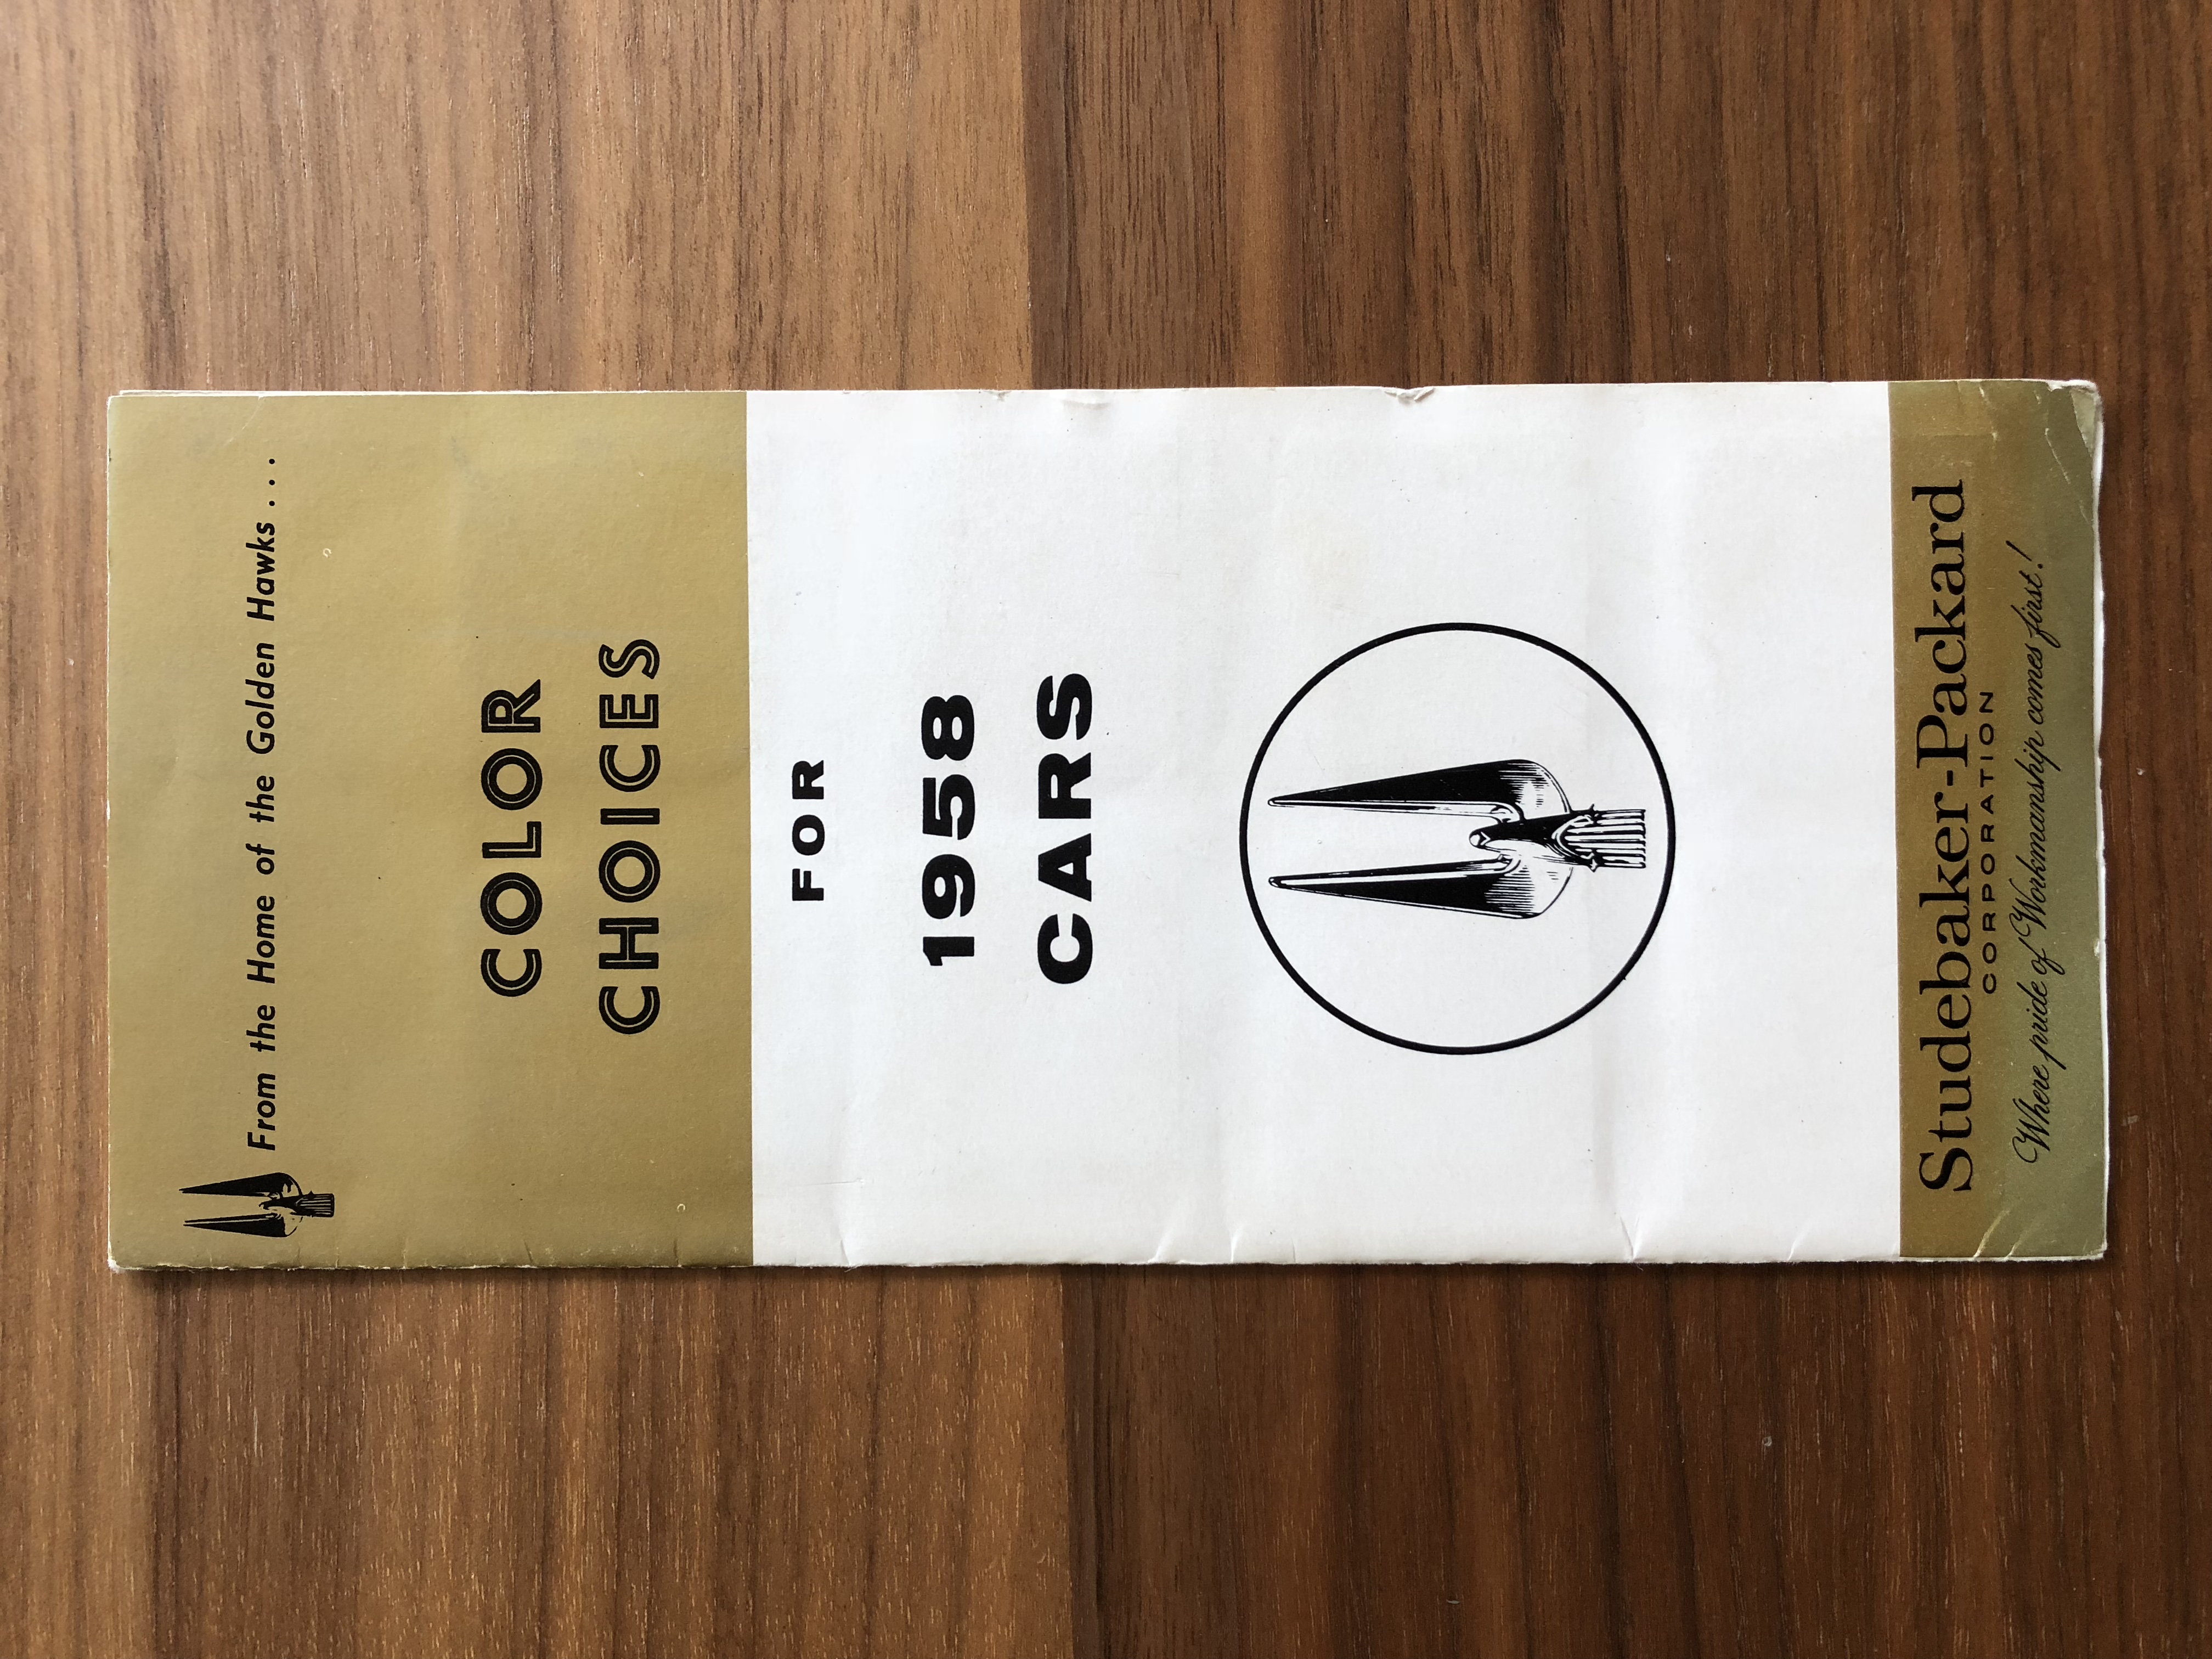 From the Home of the Golden Hawks...
COLOR
CHOICES
FOR
1958
CARS
Studebaker-Packard
CORPORATION
Where pride of Workmanship comes first!